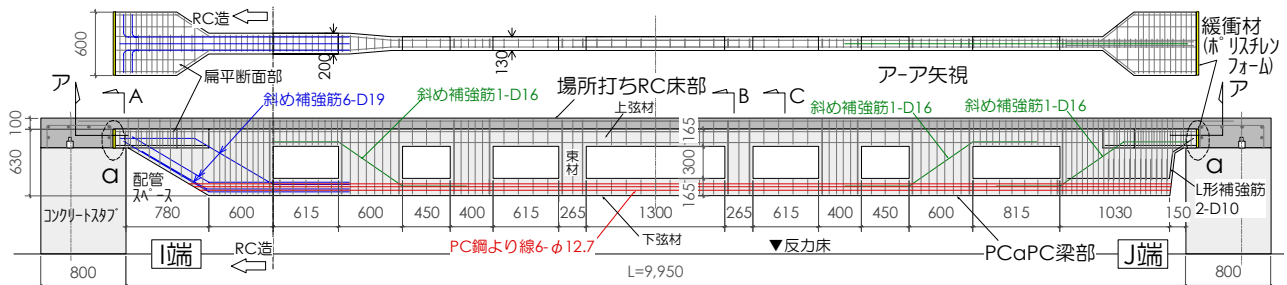 RC造
600
扁平断面部
200
130
緩衝材
(ポリスチレン
フォーム)
ア-ア矢視
ア
ア
A
場所打ちRC床部
B
C
斜め補強筋6-D19
斜め補強筋1-D16
上弦材
斜め補強筋1-D16
斜め補強筋1-D16
100
630
165
300
165
a
a
束材
配管
スペース
コンクリートスタブ
L形補強筋
2-D10
780
600
615
600
450
400
615
265
1300
265
615
400
450
600
815
1030
150
I端
RC造
PC鋼より線6-φ12.7
下弦材
▼反力床
PCaPC梁部
J端
800
L=9,950
800